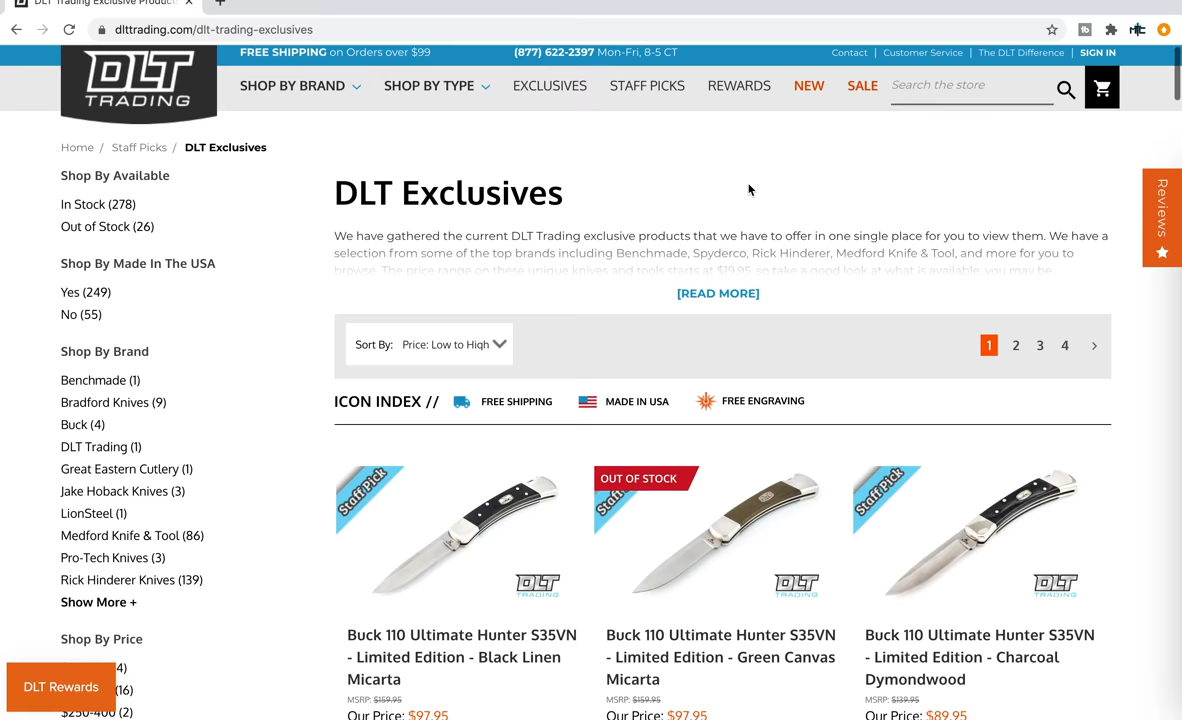 DLT Trading Exclusive Product
dlttrading.com/dlt-trading-exclusives
FREE SHIPPING on Orders over $99
(877) 622-2397 Mon-Fri, 8-5 CT
Contact | Customer Service | The DLT Difference | SIGN IN
DLT
TRADING
SHOP BY BRAND
SHOP BY TYPE
EXCLUSIVES
STAFF PICKS
REWARDS
NEW
SALE
Search the store
Home / Staff Picks / DLT Exclusives
Shop By Available
In Stock (278)
Out of Stock (26)
Shop By Made In The USA
Yes (249)
No (55)
Shop By Brand
Benchmade (1)
Bradford Knives (9)
Buck (4)
DLT Trading (1)
Great Eastern Cutlery (1)
Jake Hoback Knives (3)
LionSteel (1)
Medford Knife & Tool (86)
Pro-Tech Knives (3)
Rick Hinderer Knives (139)
Show More +
Shop By Price
4)
(16)
$250-400 (2)
DLT Rewards
DLT Exclusives
We have gathered the current DLT Trading exclusive products that we have to offer in one single place for you to view them. We have a
selection from some of the top brands including Benchmade, Spyderco, Rick Hinderer, Medford Knife & Tool, and more for you to
browse. The price range on these unique knives and tools starts at $19.95, so take a good look at what is available; you may be
[READ MORE]
Sort By: Price: Low to High
1 2 3 4
ICON INDEX //
FREE SHIPPING
MADE IN USA
FREE ENGRAVING
Reviews
Staff Pick
DLT
TRADING
Buck 110 Ultimate Hunter S35VN
- Limited Edition - Black Linen
Micarta
MSRP: $159.95
Our Price: $97.95
OUT OF STOCK
Staff Pick
DLT
TRADING
Buck 110 Ultimate Hunter S35VN
- Limited Edition - Green Canvas
Micarta
MSRP: $159.95
Our Price: $97.95
Staff Pick
DLT
TRADING
Buck 110 Ultimate Hunter S35VN
- Limited Edition - Charcoal
Dymondwood
MSRP: $139.95
Our Price: $89.95